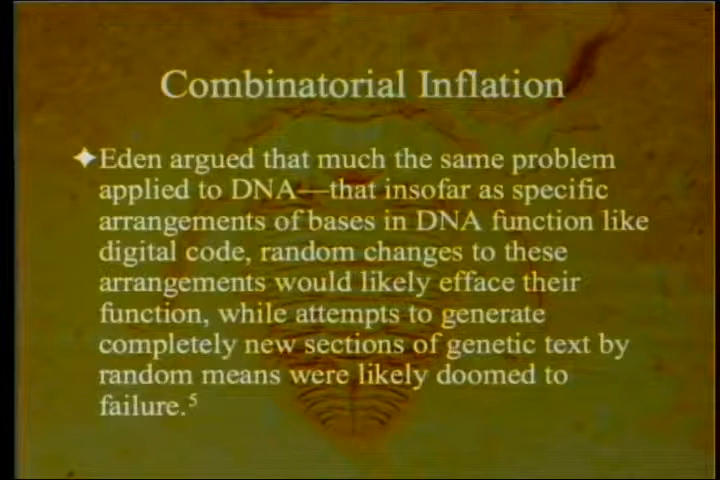 Combinatorial Inflation
✦Eden argued that much the same problem
applied to DNA—that insofar as specific
arrangements of bases in DNA function like
digital code, random changes to these
arrangements would likely efface their
function, while attempts to generate
completely new sections of genetic text by
random means were likely doomed to
failure.⁵